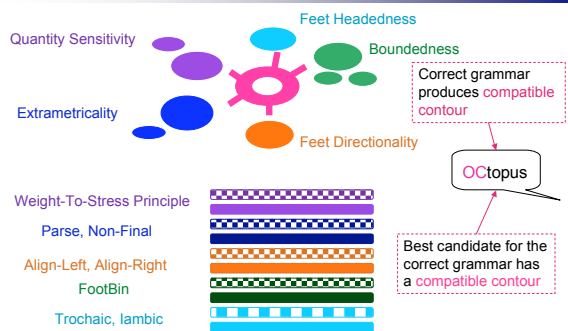 Feet Headedness
Quantity Sensitivity
Boundedness
Correct grammar
produces compatible
contour
Extrametricality
Feet Directionality
OCtopus
Weight-To-Stress Principle
Parse, Non-Final
Best candidate for the
correct grammar has
a compatible contour
Align-Left, Align-Right
FootBin
Trochaic, Iambic